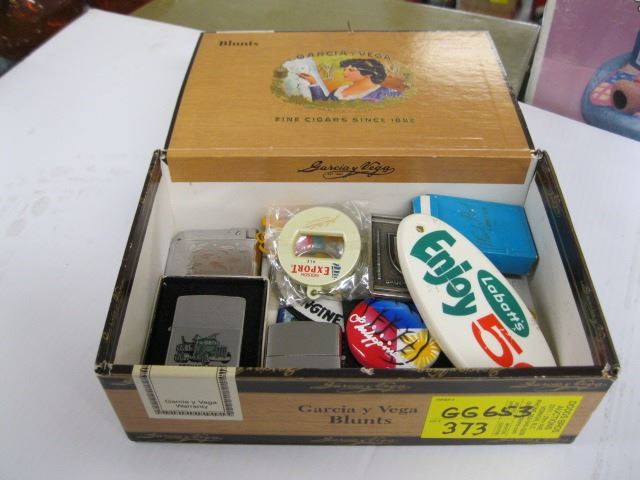 Blunts
GARCIA Y VEGA
FINE CIGARS SINCE 1882
Garcia y Vega
EXPORT
ALE
ENGINE
Enjoy
Labatt's
50
Garcia y Vega
Warranty
Garcia y Vega
Blunts
GG653
373